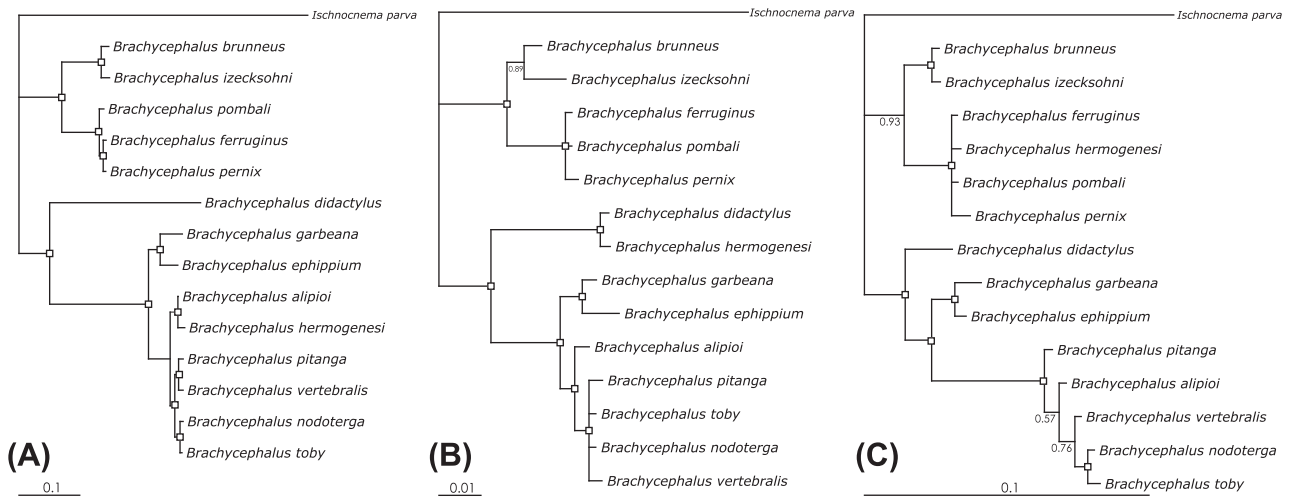 Ischnocnema parva
Brachycephalus brunneus
Brachycephalus izecksohni
Brachycephalus pombali
Brachycephalus ferruginus
Brachycephalus pernix
Brachycephalus didactylus
Brachycephalus garbeana
Brachycephalus ephippium
Brachycephalus alipioi
Brachycephalus hermogenesi
Brachycephalus pitanga
Brachycephalus vertebralis
Brachycephalus nodoterga
Brachycephalus toby
(A)
0.1
Ischnocnema parva
Brachycephalus brunneus
0.89
Brachycephalus izecksohni
Brachycephalus ferruginus
Brachycephalus pombali
Brachycephalus pernix
Brachycephalus didactylus
Brachycephalus hermogenesi
Brachycephalus garbeana
Brachycephalus ephippium
Brachycephalus alipioi
Brachycephalus pitanga
Brachycephalus toby
Brachycephalus nodoterga
Brachycephalus vertebralis
(B)
0.01
Ischnocnema parva
Brachycephalus brunneus
Brachycephalus izecksohni
Brachycephalus ferruginus
0.93
Brachycephalus hermogenesi
Brachycephalus pombali
Brachycephalus pernix
Brachycephalus didactylus
Brachycephalus garbeana
Brachycephalus ephippium
Brachycephalus pitanga
Brachycephalus alipioi
0.57
Brachycephalus vertebralis
0.76
Brachycephalus nodoterga
Brachycephalus toby
(C)
0.1